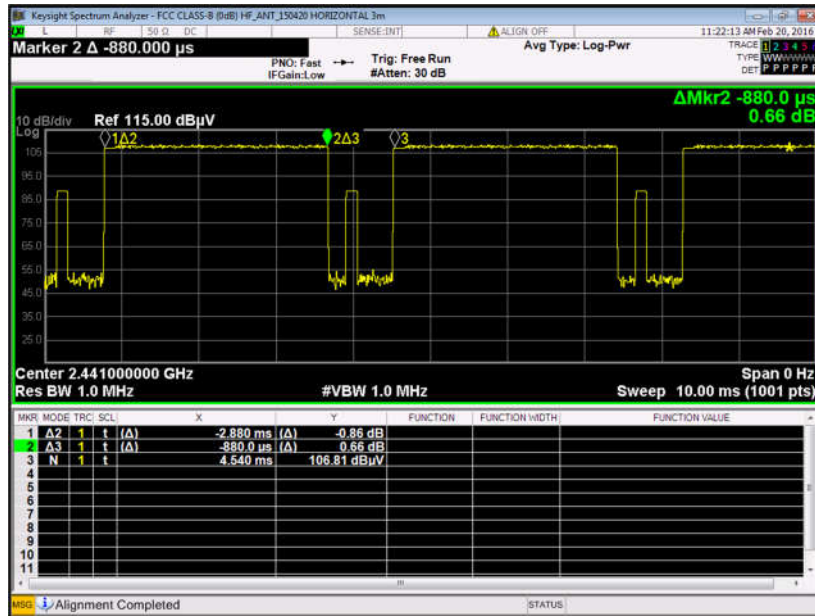 Keysight Spectrum Analyzer - FCC CLASS-B (0dB) HF_ANT_150420 HORIZONTAL 3m
L RF 50 Ω DC SENSE:INT ALIGN OFF 11:22:13 AM Feb 20, 2016
Marker 2 Δ -880.000 µs
PNO: Fast
IFGain:Low
Trig: Free Run
#Atten: 30 dB
Avg Type: Log-Pwr
TRACE 1 2 3 4 5
TYPE
DET P P P P P
ΔMkr2 -880.0 µs
0.66 dB
10 dB/div Ref 115.00 dBµV
Log
1Δ2 2Δ3 3
105
95.0
85.0
75.0
65.0
55.0
45.0
35.0
25.0
Center 2.441000000 GHz Span 0 Hz
Res BW 1.0 MHz #VBW 1.0 MHz Sweep 10.00 ms (1001 pts)
MKR MODE TRC SCL X Y FUNCTION FUNCTION WIDTH FUNCTION VALUE
1 Δ2 1 t (Δ) -2.880 ms (Δ) -0.86 dB
2 Δ3 1 t (Δ) -880.0 µs (Δ) 0.66 dB
3 N 1 t 4.540 ms 106.81 dBµV
4
5
6
7
8
9
10
11
MSG Alignment Completed STATUS